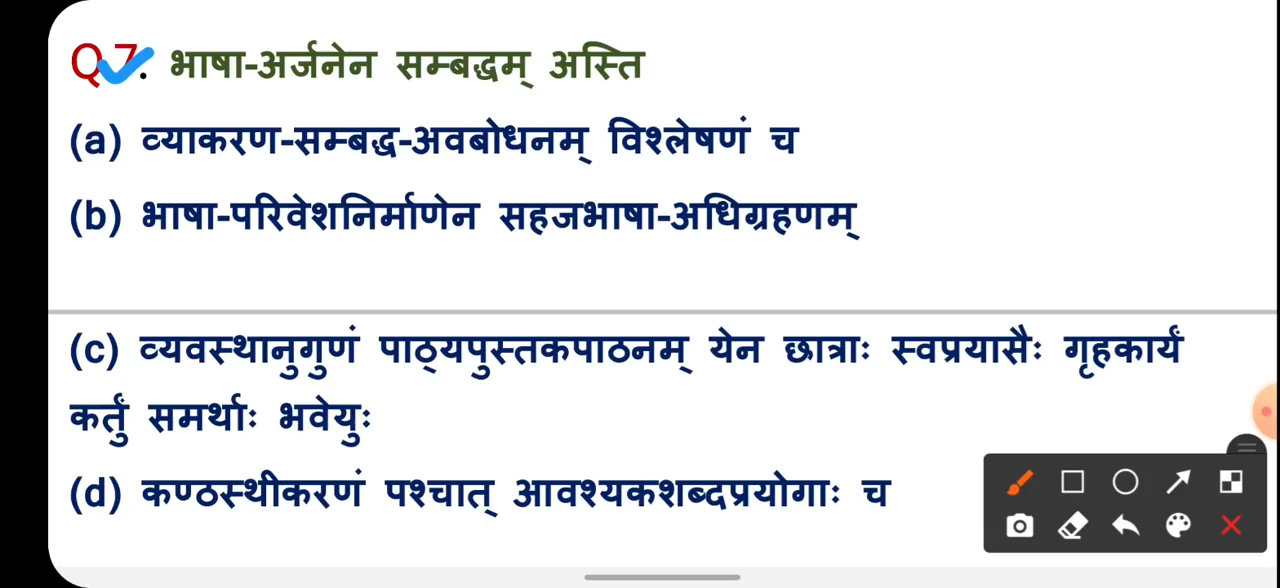 Q.7. भाषा-अर्जनेन सम्बद्धम् अस्ति
(a) व्याकरण-सम्बद्ध-अवबोधनम् विश्लेषणं च
(b) भाषा-परिवेशनिर्माणेन सहजभाषा-अधिग्रहणम्
(c) व्यवस्थानुगुणं पाठ्यपुस्तकपाठनम् येन छात्राः स्वप्रयासैः गृहकार्यं
कर्तुं समर्थाः भवेयुः
(d) कण्ठस्थीकरणं पश्चात् आवश्यकशब्दप्रयोगाः च